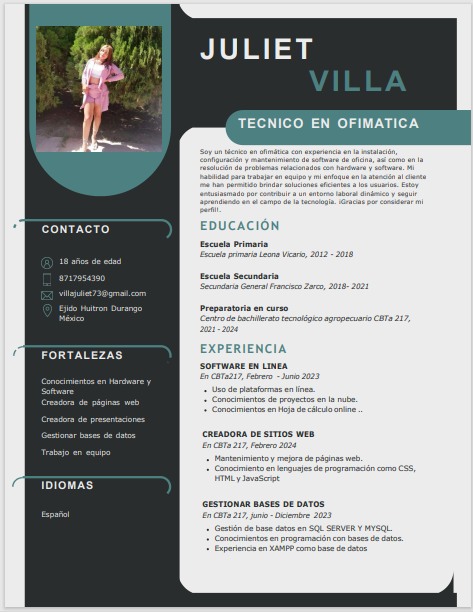 JULIET
VILLA
TECNICO EN OFIMATICA
Soy un técnico en ofimática con experiencia en la instalación,
configuración y mantenimiento de software de oficina, así como en la
resolución de problemas relacionados con hardware y software. Mi
habilidad para trabajar en equipo y mi enfoque en la atención al cliente
me han permitido brindar soluciones eficientes a los usuarios. Estoy
entusiasmado por contribuir a un entorno laboral dinámico y seguir
aprendiendo en el campo de la tecnología. ¡Gracias por considerar mi
perfil!.
CONTACTO
18 años de edad
8717954390
villajuliet73@gmail.com
Ejido Huitron Durango
México
FORTALEZAS
Conocimientos en Hardware y
Software
Creadora de páginas web
Creadora de presentaciones
Gestionar bases de datos
Trabajo en equipo
IDIOMAS
Español
EDUCACIÓN
Escuela Primaria
Escuela primaria Leona Vicario, 2012 - 2018
Escuela Secundaria
Secundaria General Francisco Zarco, 2018- 2021
Preparatoria en curso
Centro de bachillerato tecnológico agropecuario CBTa 217,
2021 - 2024
EXPERIENCIA
SOFTWARE EN LINEA
En CBTa217, Febrero - Junio 2023
• Uso de plataformas en línea.
• Conocimientos de proyectos en la nube.
• Conocimientos en Hoja de cálculo online ..
CREADORA DE SITIOS WEB
En CBTa 217, Febrero 2024
• Mantenimiento y mejora de páginas web.
• Conocimiento en lenguajes de programación como CSS,
HTML y JavaScript
GESTIONAR BASES DE DATOS
En CBTa 217, junio - Diciembre 2023
• Gestión de base datos en SQL SERVER Y MYSQL.
• Conocimientos en programación con bases de datos.
• Experiencia en XAMPP como base de datos